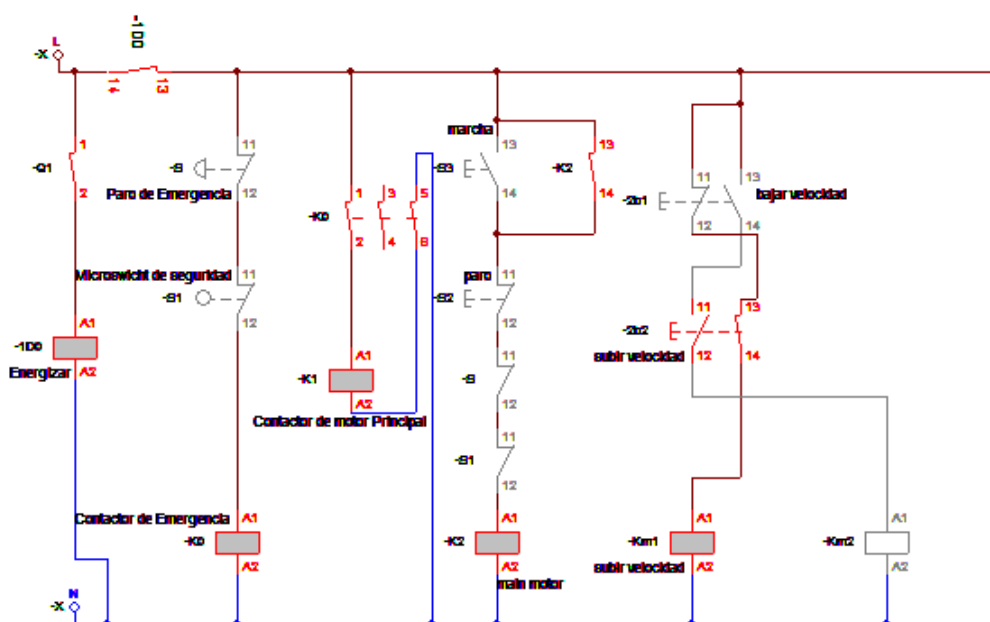 -1D0
L
-X
14 13
1
-Q1
2
11
-S
Paro de Emergencia 12
1 3 5
-K0
2 4 6
marcha
13
-S3
14
13
-K2
14
11 13
-2b1 bajar velocidad
12 14
Microswicht de seguridad 11
-S1
12
paro 11
-S2
12
11 13
-2b2
subir velocidad 12 14
A1
-1D0
Energizar A2
A1
-K1
A2
Contactor de motor Principal
11
-S
12
11
-S1
12
Contactor de Emergencia A1
-K0
A2
A1
-K2
A2
main motor
A1
-Km1
subir velocidad A2
A1
-Km2
A2
N
-X